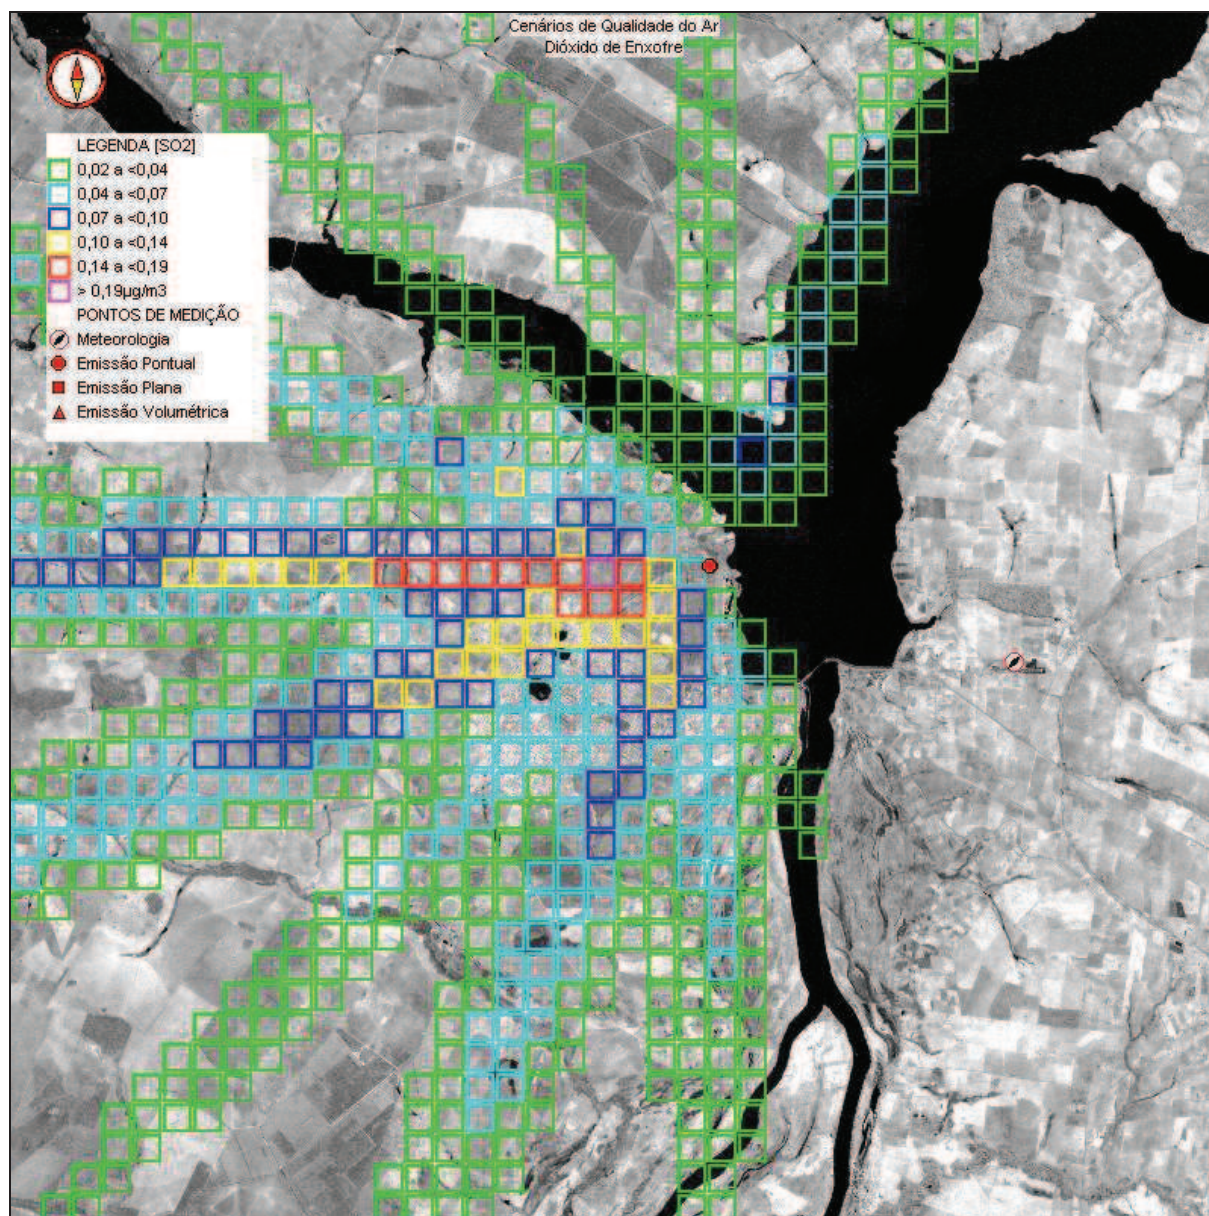 Cenários de Qualidade do Ar
Dióxido de Enxofre
LEGENDA [SO2]
0,02 a <0,04
0,04 a <0,07
0,07 a <0,10
0,10 a <0,14
0,14 a <0,19
> 0,19µg/m3
PONTOS DE MEDIÇÃO
Meteorologia
Emissão Pontual
Emissão Plana
Emissão Volumétrica